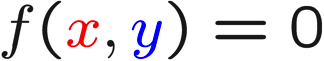 f(x, y) = 0